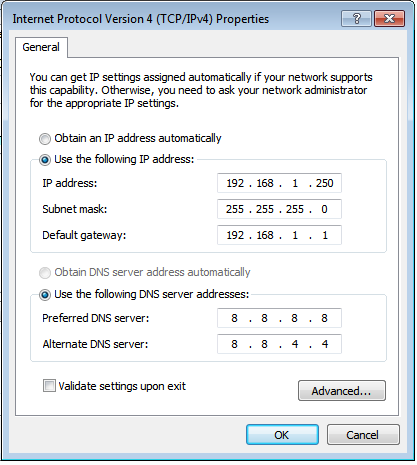 Internet Protocol Version 4 (TCP/IPv4) Properties
General
You can get IP settings assigned automatically if your network supports
this capability. Otherwise, you need to ask your network administrator
for the appropriate IP settings.
Obtain an IP address automatically
Use the following IP address:
IP address: 192 . 168 . 1 . 250
Subnet mask: 255 . 255 . 255 . 0
Default gateway: 192 . 168 . 1 . 1
Obtain DNS server address automatically
Use the following DNS server addresses:
Preferred DNS server: 8 . 8 . 8 . 8
Alternate DNS server: 8 . 8 . 4 . 4
Validate settings upon exit
Advanced...
OK Cancel